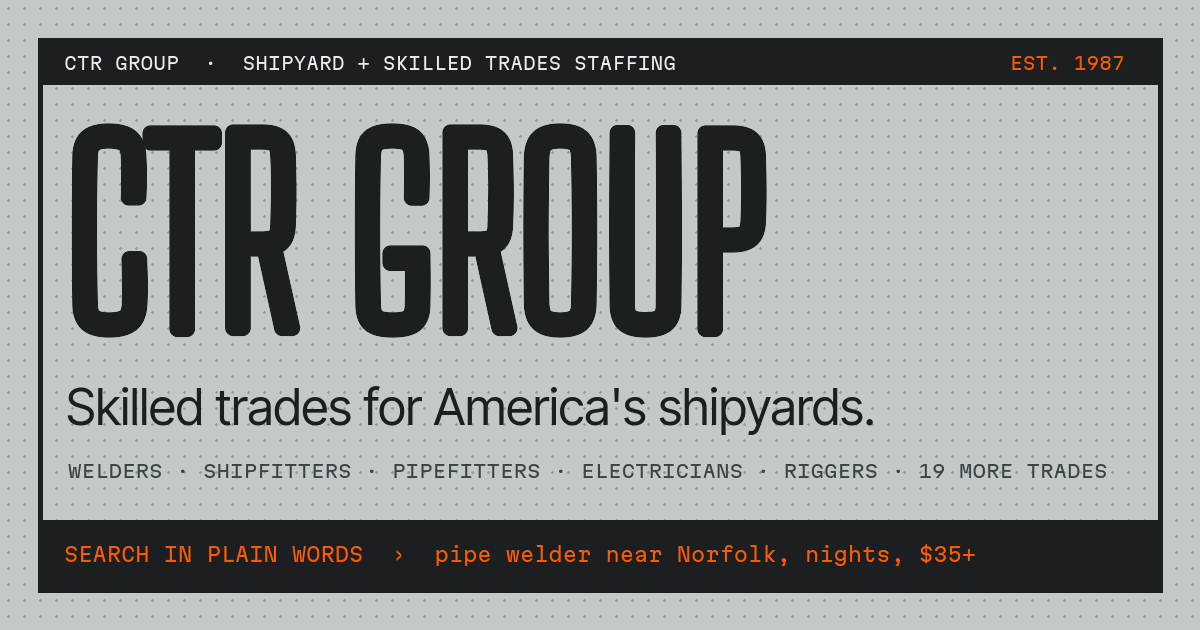 CTR GROUP · SHIPYARD + SKILLED TRADES STAFFING EST. 1987
CTR GROUP
Skilled trades for America's shipyards.
WELDERS · SHIPFITTERS · PIPEFITTERS · ELECTRICIANS · RIGGERS · 19 MORE TRADES
SEARCH IN PLAIN WORDS › pipe welder near Norfolk, nights, $35+